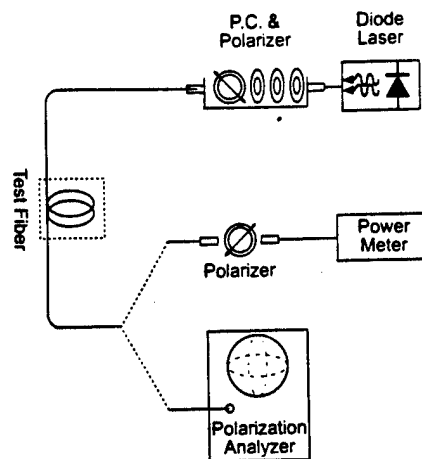 P.C. &
Polarizer
Diode
Laser
Test Fiber
Polarizer
Power
Meter
Polarization
Analyzer